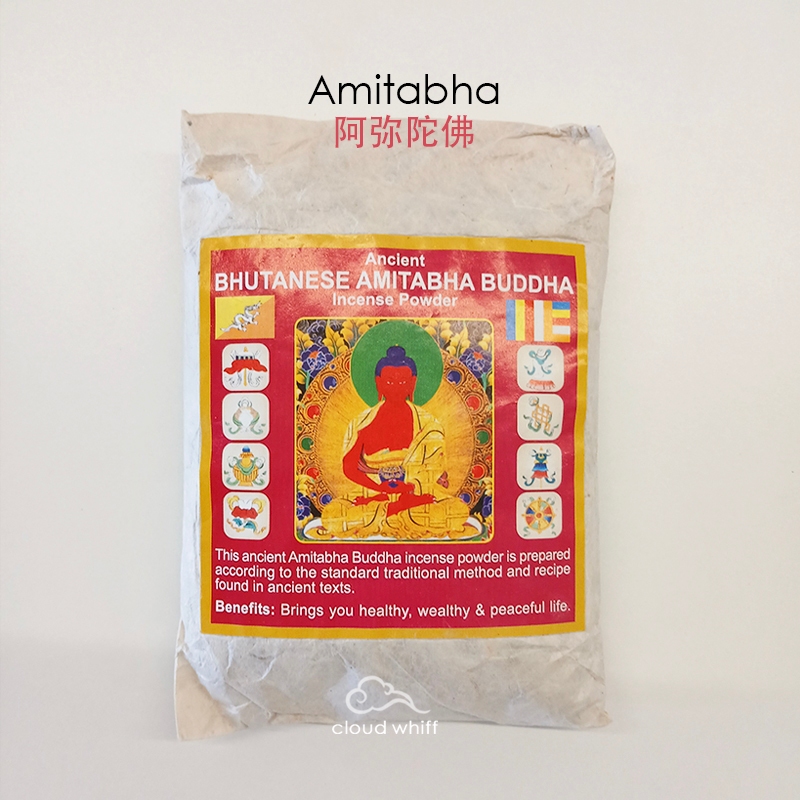 Amitabha
阿弥陀佛
Ancient
BHUTANESE AMITABHA BUDDHA
Incense Powder
This ancient Amitabha Buddha incense powder is prepared
according to the standard traditional method and recipe
found in ancient texts.
Benefits: Brings you healthy, wealthy & peaceful life.
cloud whiff